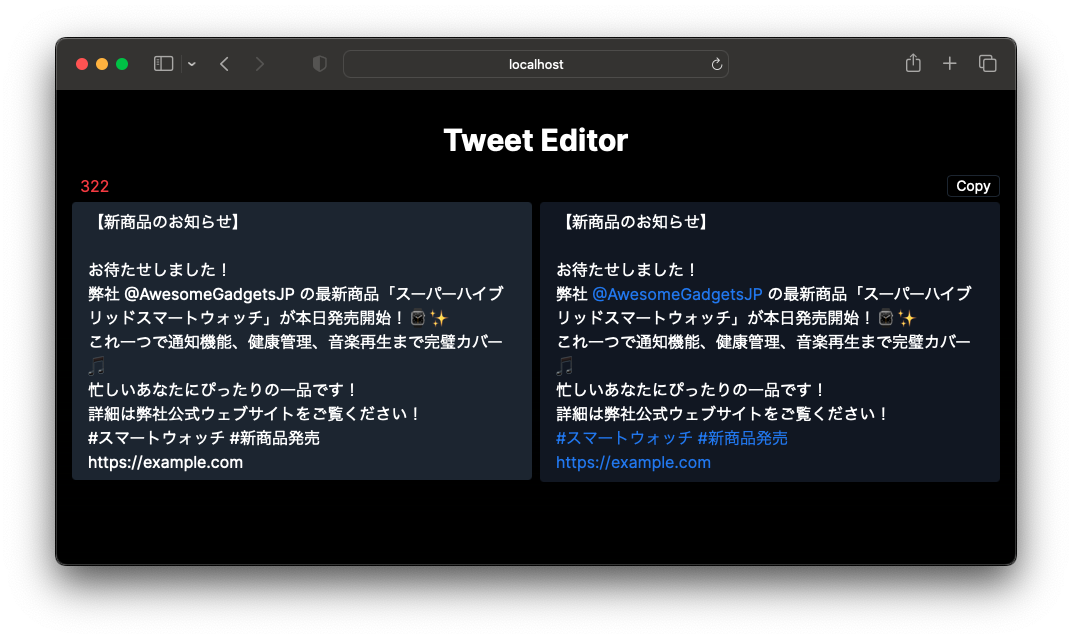 localhost
Tweet Editor
322
Copy
【新商品のお知らせ】
お待たせしました！
弊社 @AwesomeGadgetsJP の最新商品「スーパーハイブ
リッドスマートウォッチ」が本日発売開始！⌚✨
これ一つで通知機能、健康管理、音楽再生まで完璧カバー
🎵
忙しいあなたにぴったりの一品です！
詳細は弊社公式ウェブサイトをご覧ください！
#スマートウォッチ #新商品発売
https://example.com
【新商品のお知らせ】
お待たせしました！
弊社 @AwesomeGadgetsJP の最新商品「スーパーハイブ
リッドスマートウォッチ」が本日発売開始！⌚✨
これ一つで通知機能、健康管理、音楽再生まで完璧カバー
🎵
忙しいあなたにぴったりの一品です！
詳細は弊社公式ウェブサイトをご覧ください！
#スマートウォッチ #新商品発売
https://example.com